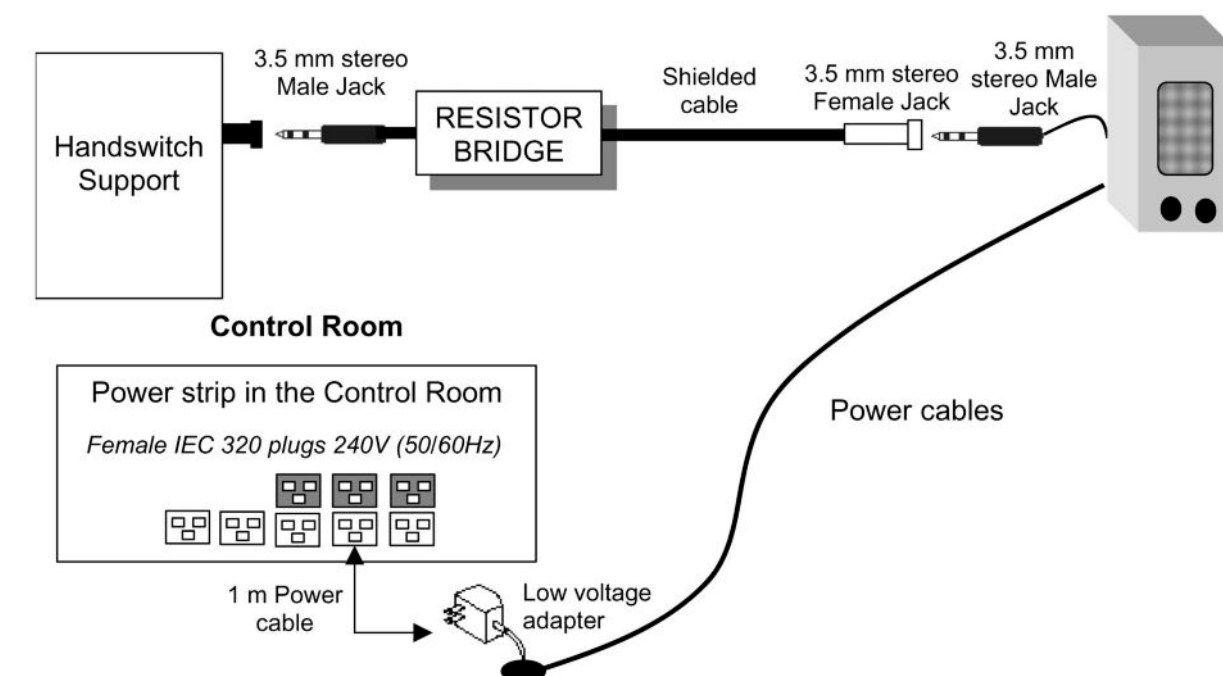 3.5 mm stereo
Male Jack
Handswitch
Support
RESISTOR
BRIDGE
Shielded
cable
3.5 mm stereo
Female Jack
3.5 mm
stereo Male
Jack
Control Room
Power strip in the Control Room
Female IEC 320 plugs 240V (50/60Hz)
Power cables
1 m Power
cable
Low voltage
adapter